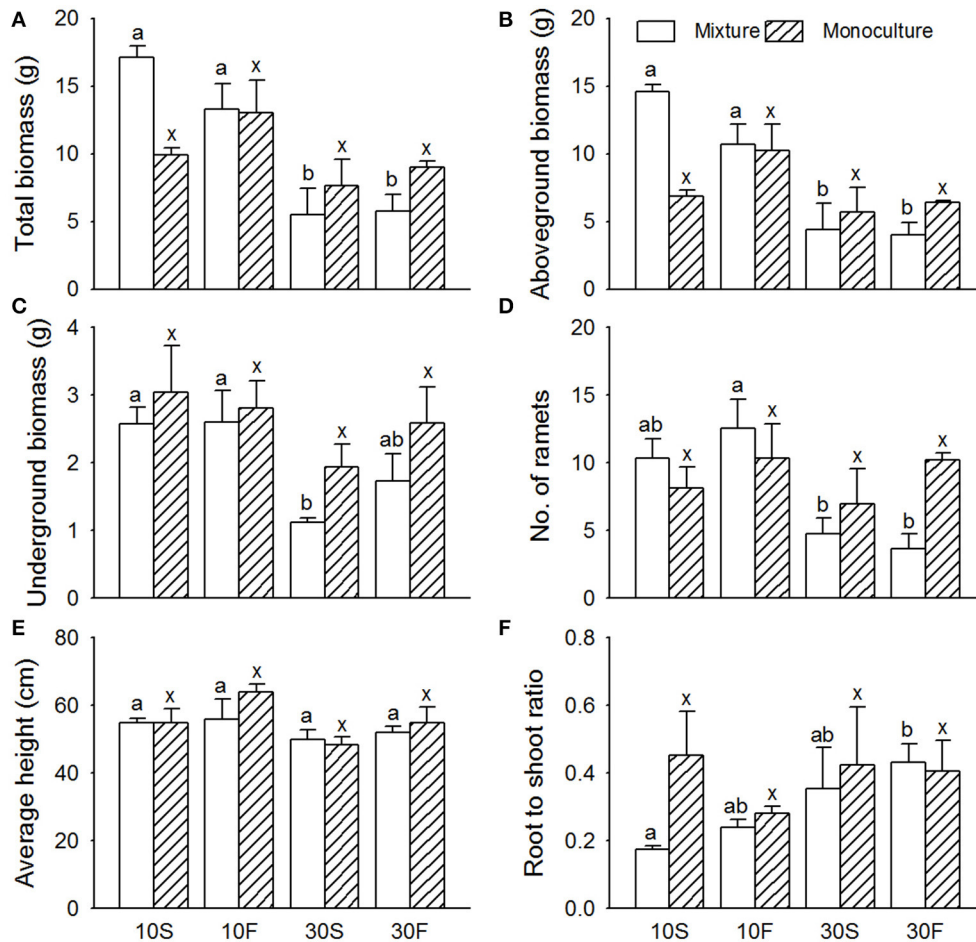 A
Total biomass (g)
20
15
10
5
0
a
x
a
x
b
x
b
x
B
Mixture
Monoculture
Aboveground biomass (g)
20
15
10
5
0
a
x
a
x
b
x
b
x
C
Underground biomass (g)
4
3
2
1
0
a
x
a
x
b
x
ab
x
D
No. of ramets
20
15
10
5
0
ab
x
a
x
b
x
b
x
E
Average height (cm)
80
60
40
20
0
a
x
a
x
a
x
a
x
10S 10F 30S 30F
F
Root to shoot ratio
0.8
0.6
0.4
0.2
0.0
a
x
ab
x
ab
x
b
x
10S 10F 30S 30F